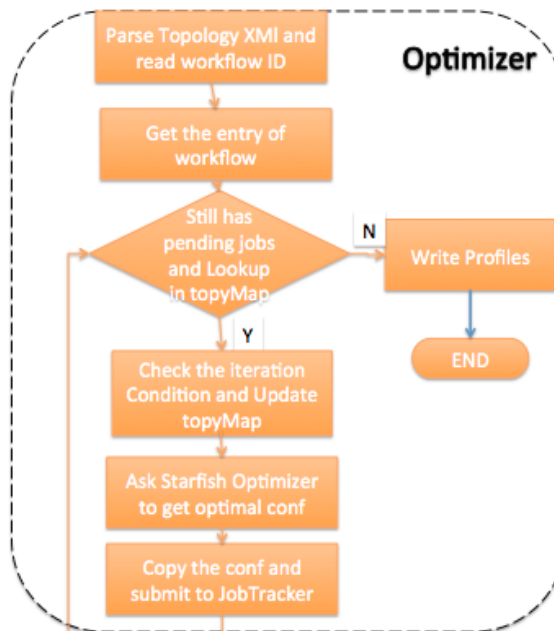 Parse Topology XMl and
read workflow ID
Optimizer
Get the entry of
workflow
Still has
pending jobs
and Lookup
in topyMap
N
Write Profiles
Y
END
Check the iteration
Condition and Update
topyMap
Ask Starfish Optimizer
to get optimal conf
Copy the conf and
submit to JobTracker